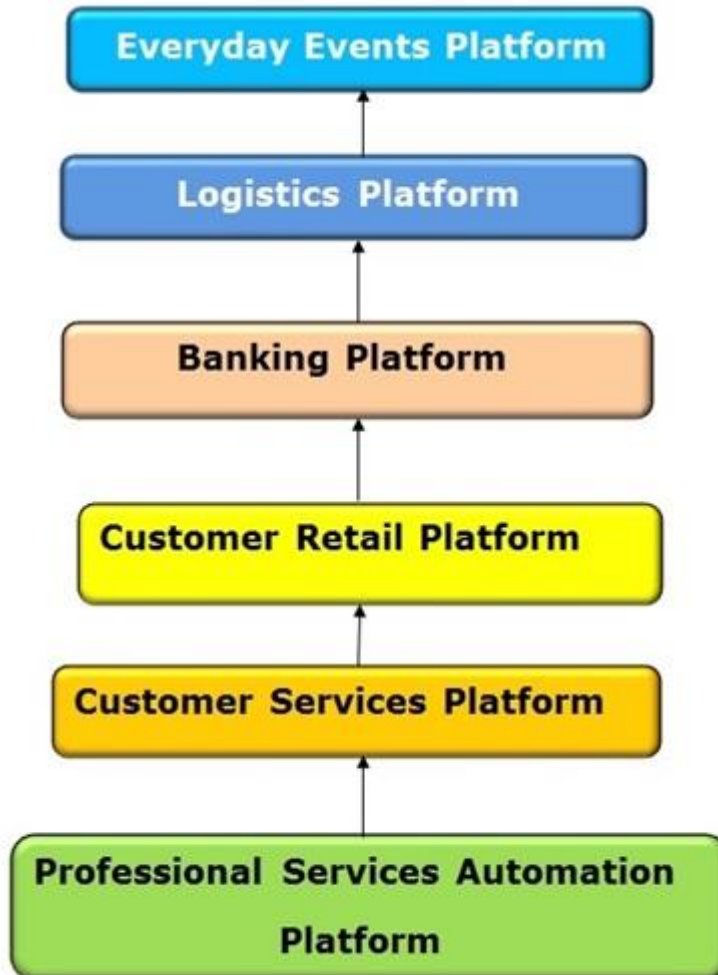 Everyday Events Platform
Logistics Platform
Banking Platform
Customer Retail Platform
Customer Services Platform
Professional Services Automation
Platform